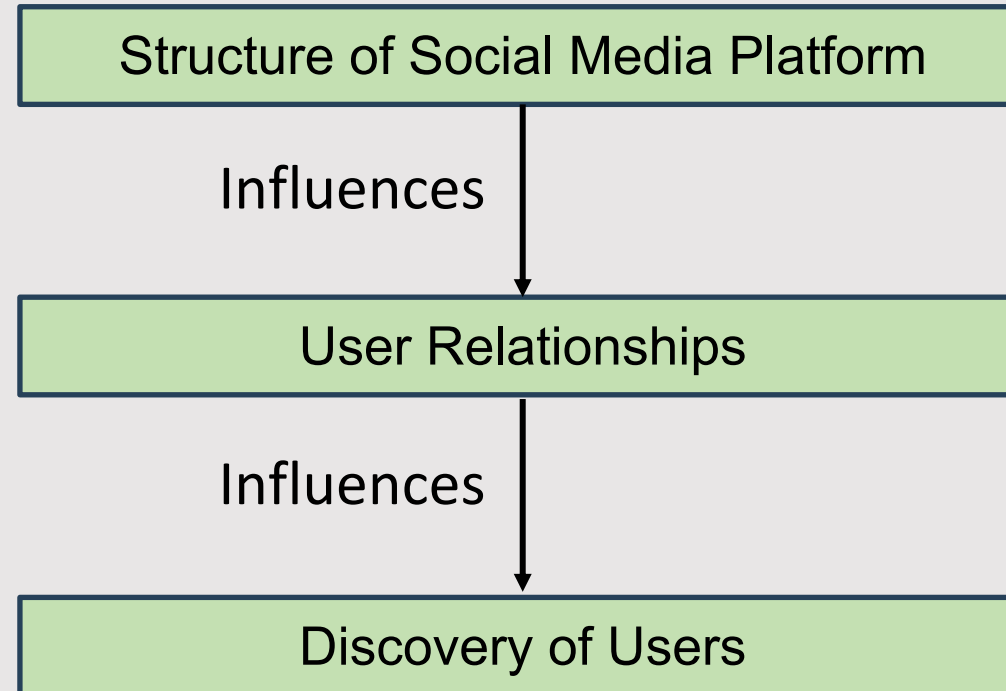 Structure of Social Media Platform
Influences
User Relationships
Influences
Discovery of Users